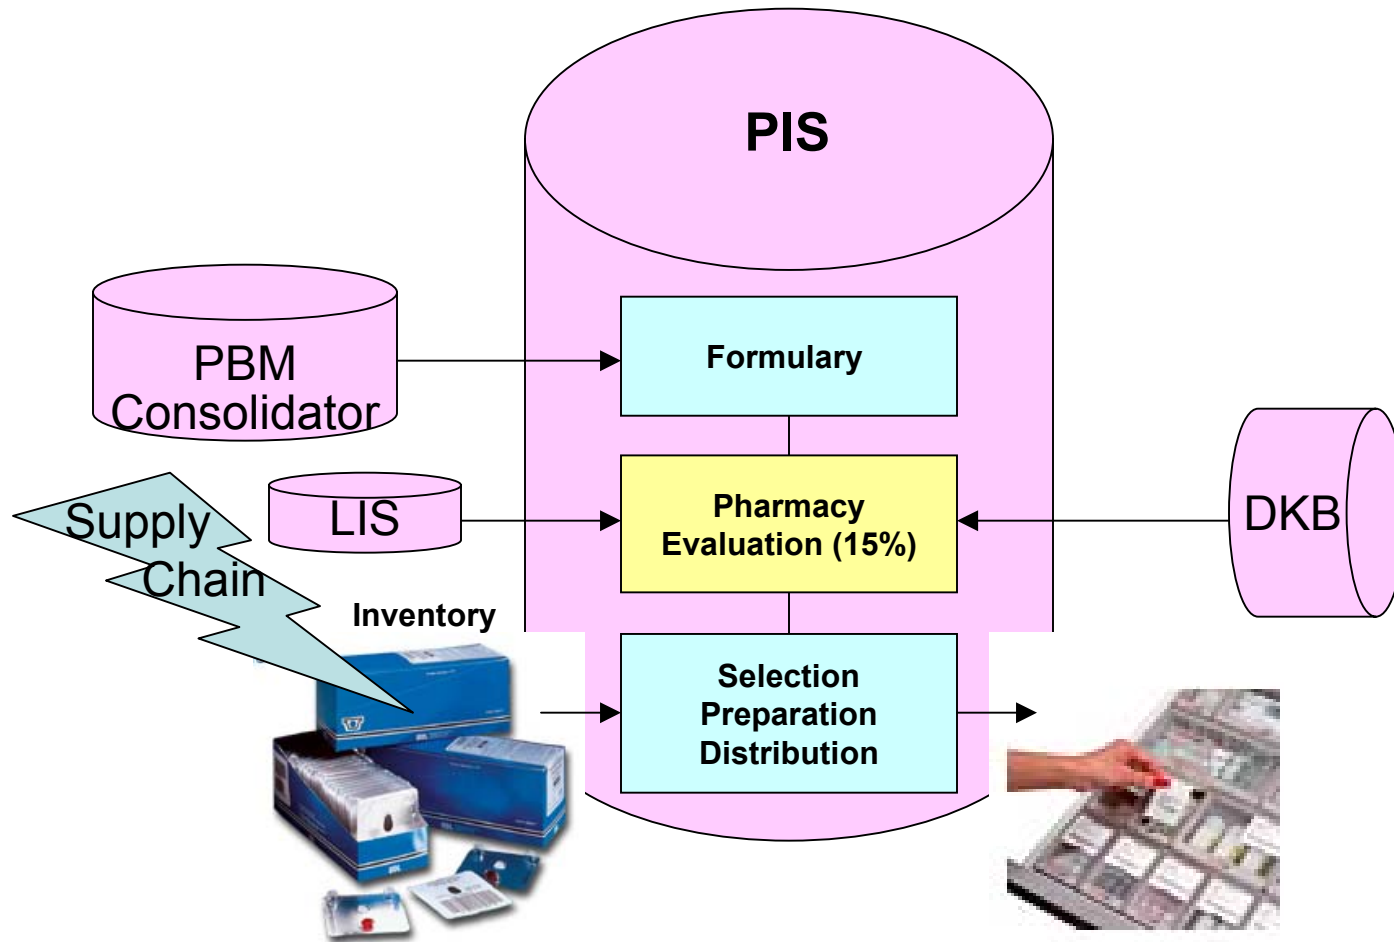 PIS
Formulary
PBM
Consolidator
Pharmacy
Evaluation (15%)
LIS
DKB
Supply
Chain
Inventory
Selection
Preparation
Distribution